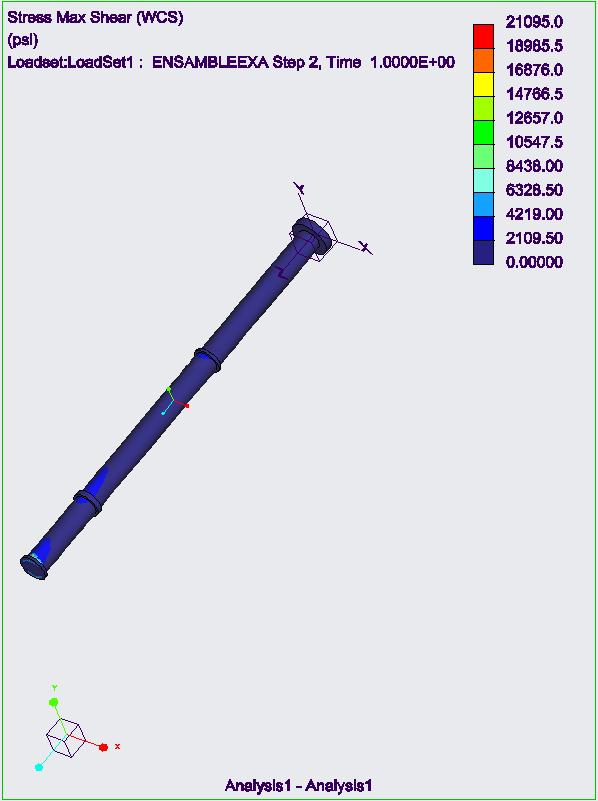 Stress Max Shear (WCS)
(psi)
Loadset:LoadSet1 : ENSAMBLEEXA Step 2, Time 1.0000E+00
21095.0
18985.5
16876.0
14766.5
12657.0
10547.5
8438.00
6328.50
4219.00
2109.50
0.00000
Y
X
Z
Y
X
Analysis1 - Analysis1